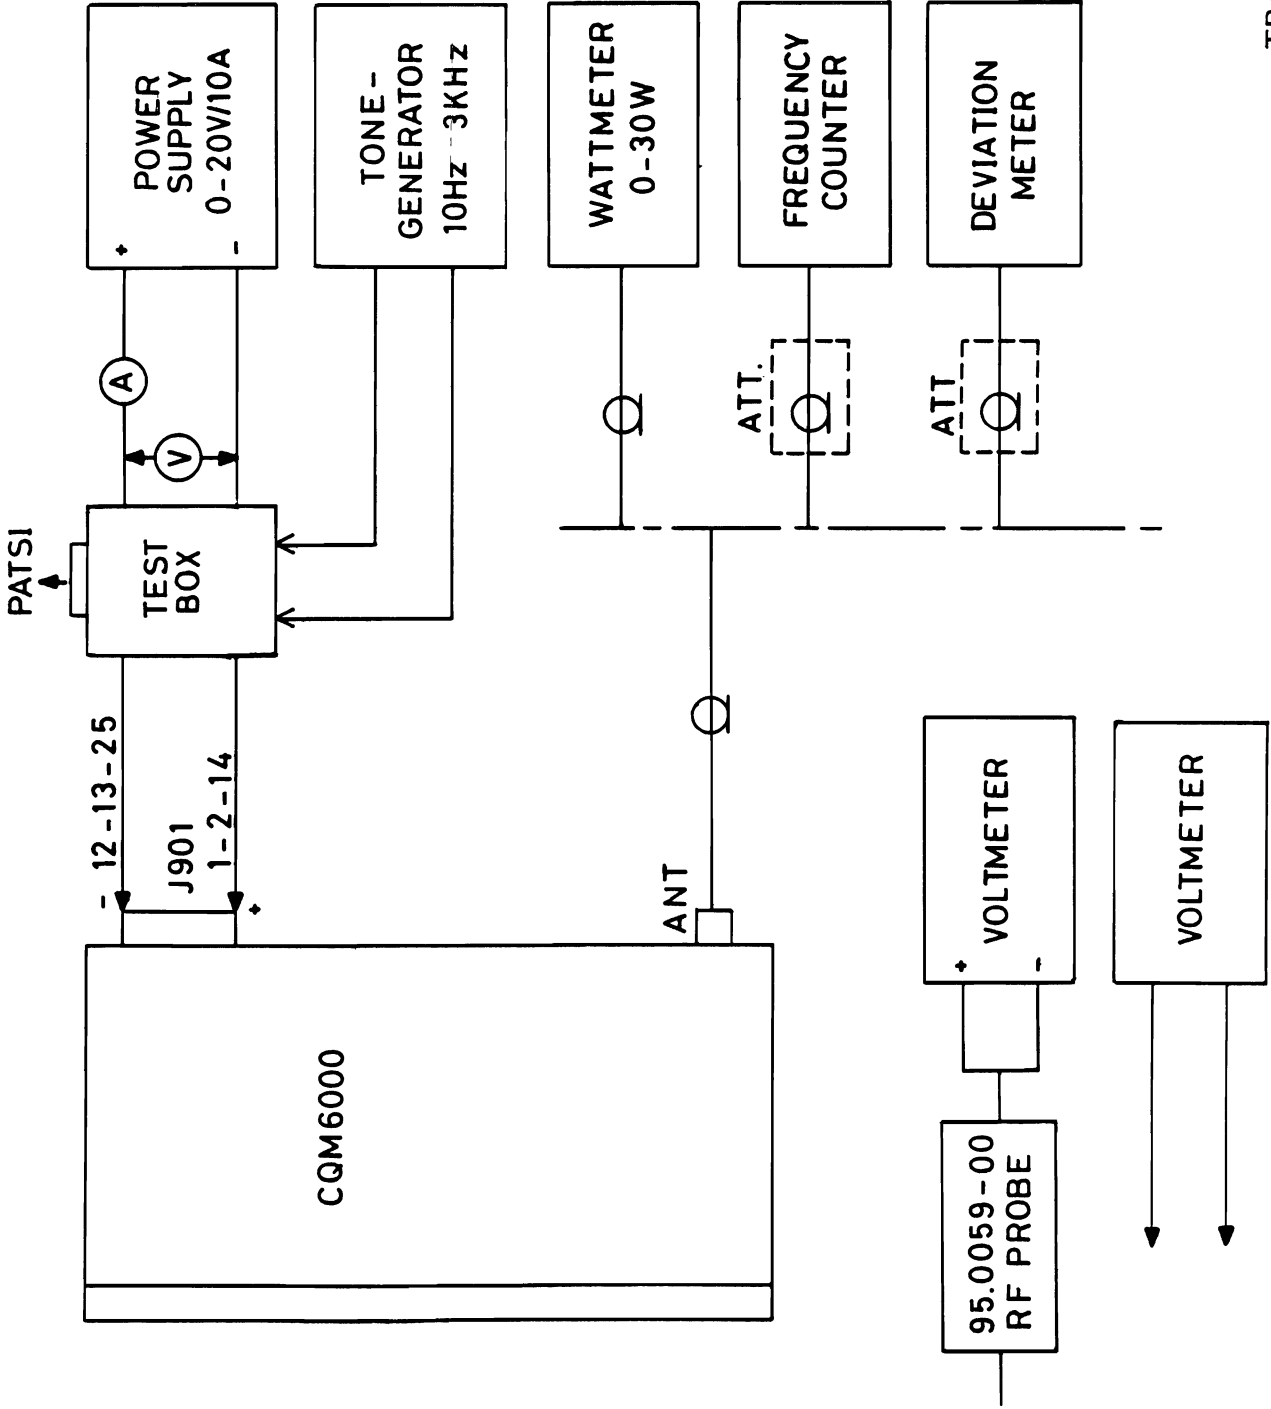 PATSI
POWER
SUPPLY
0-20V/10A
+
-
A
V
TEST
BOX
- 12-13-25
J901
1-2-14
+
TONE-
GENERATOR
10Hz-3KHz
WATTMETER
0-30W
FREQUENCY
COUNTER
ATT.
DEVIATION
METER
ATT
ANT
CQM6000
VOLTMETER
+
-
95.0059-00
RF PROBE
VOLTMETER